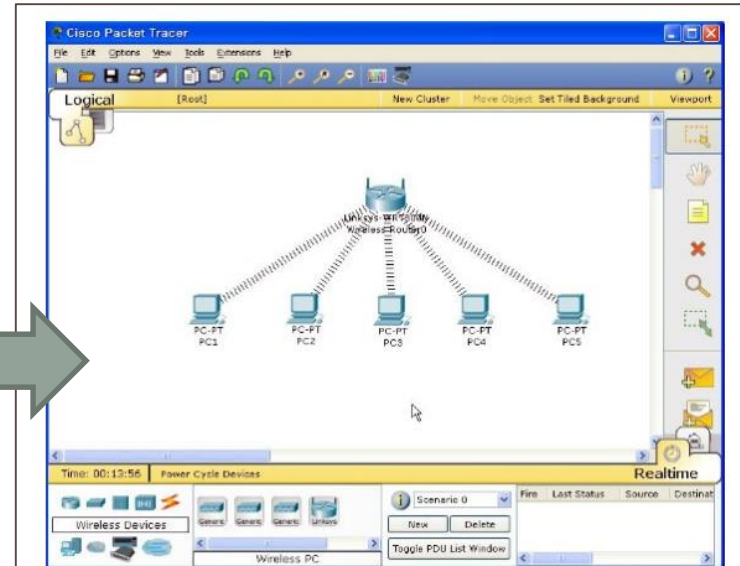 Cisco Packet Tracer
File Edit Options View Tools Extensions Help
Logical [Root] New Cluster Move Object Set Tiled Background Viewport
Wireless Router0
PC-PT PC-PT PC-PT PC-PT PC-PT
PC1 PC2 PC3 PC4 PC5
Time: 00:13:56 Power Cycle Devices Realtime
Scenario 0 Fire Last Status Source Destinat
Generic Generic Generic Linksys
Wireless Devices New Delete
Wireless PC Toggle PDU List Window